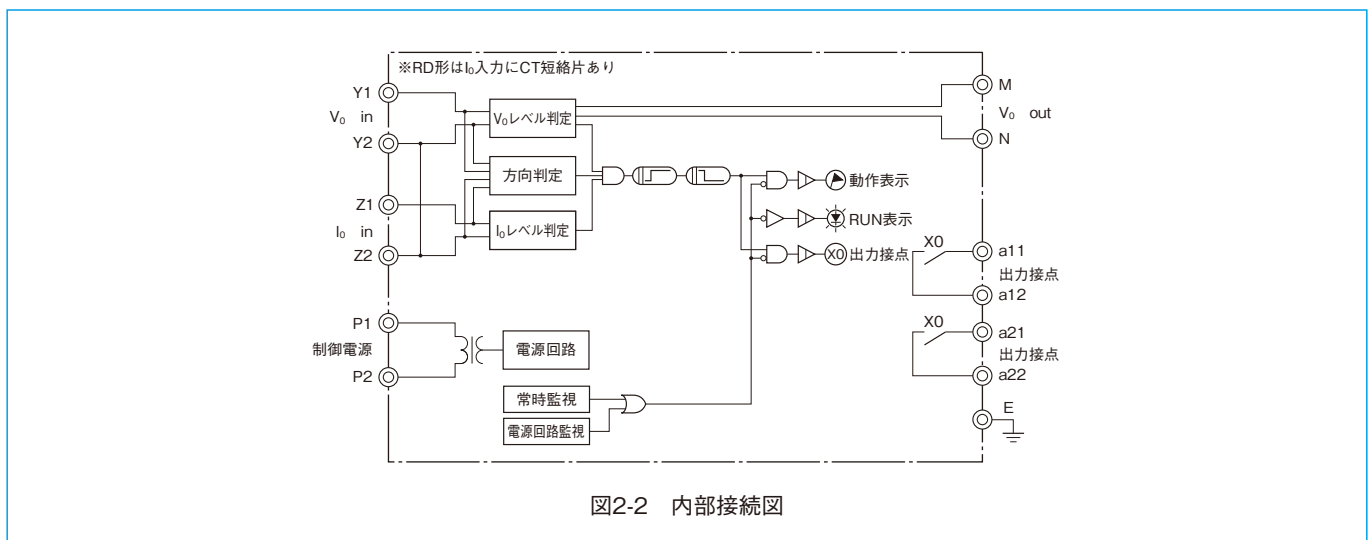 ※RD形はI₀入力にCT短絡片あり
Y1
V₀ in
Y2
Z1
I₀ in
Z2
P1
制御電源
P2
V₀レベル判定
方向判定
I₀レベル判定
電源回路
常時監視
電源回路監視
動作表示
RUN表示
X0 出力接点
M
V₀ out
N
X0
a11
出力接点
a12
X0
a21
出力接点
a22
E
図2-2 内部接続図